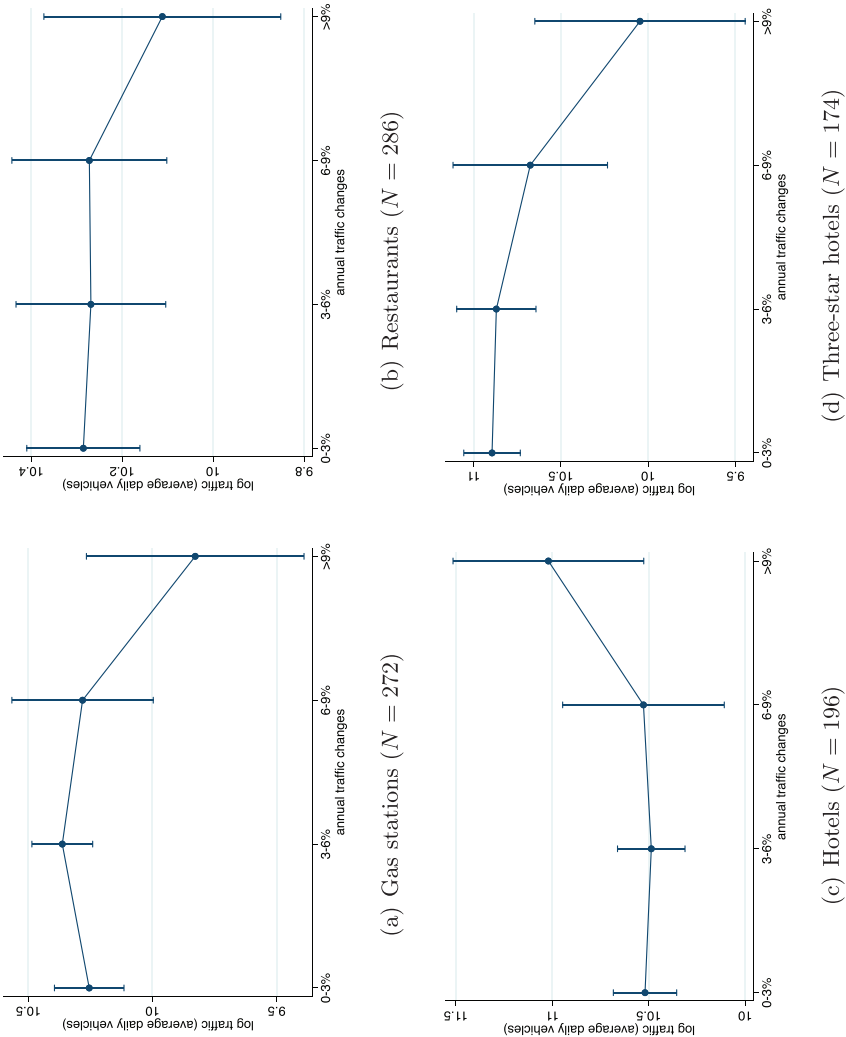 log traffic (average daily vehicles)
10.5
10
9.5
0-3%
3-6%
6-9%
>9%
annual traffic changes
(a) Gas stations (N = 272)
log traffic (average daily vehicles)
10.4
10.2
10
9.8
0-3%
3-6%
6-9%
>9%
annual traffic changes
(b) Restaurants (N = 286)
log traffic (average daily vehicles)
11.5
11
10.5
10
0-3%
3-6%
6-9%
>9%
annual traffic changes
(c) Hotels (N = 196)
log traffic (average daily vehicles)
11
10.5
10
9.5
0-3%
3-6%
6-9%
>9%
annual traffic changes
(d) Three-star hotels (N = 174)